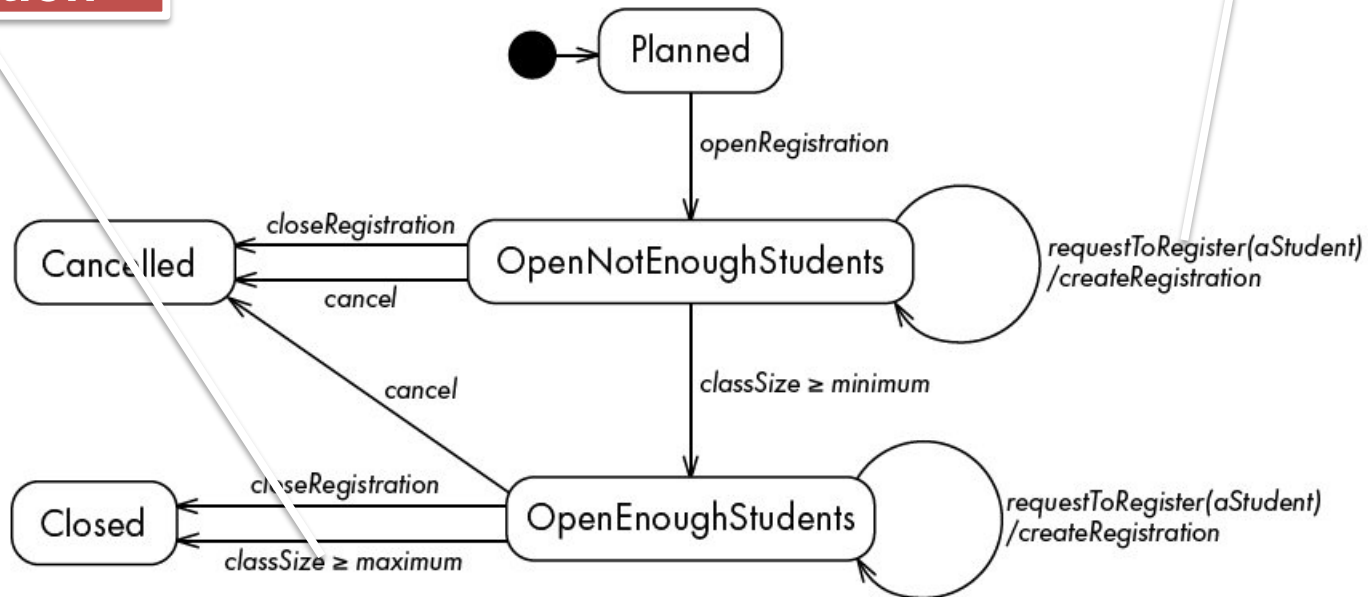 Planned
openRegistration
closeRegistration
Cancelled
OpenNotEnoughStudents
requestToRegister(aStudent)
/createRegistration
cancel
cancel
classSize ≥ minimum
closeRegistration
Closed
OpenEnoughStudents
requestToRegister(aStudent)
/createRegistration
classSize ≥ maximum